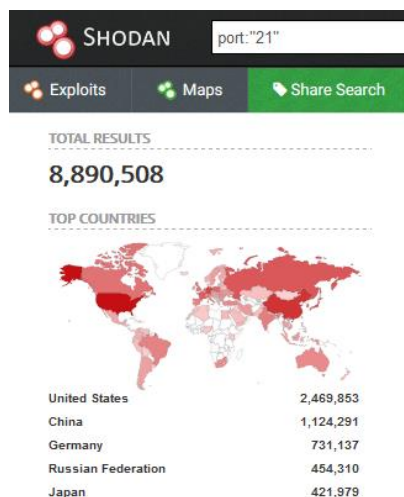 SHODAN port:"21"
Exploits Maps Share Search
TOTAL RESULTS
8,890,508
TOP COUNTRIES
United States 2,469,853
China 1,124,291
Germany 731,137
Russian Federation 454,310
Japan 421,979